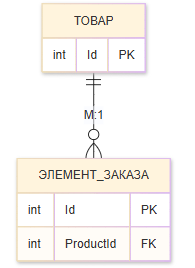 ТОВАР
int Id PK
M:1
ЭЛЕМЕНТ_ЗАКАЗА
int Id PK
int ProductId FK